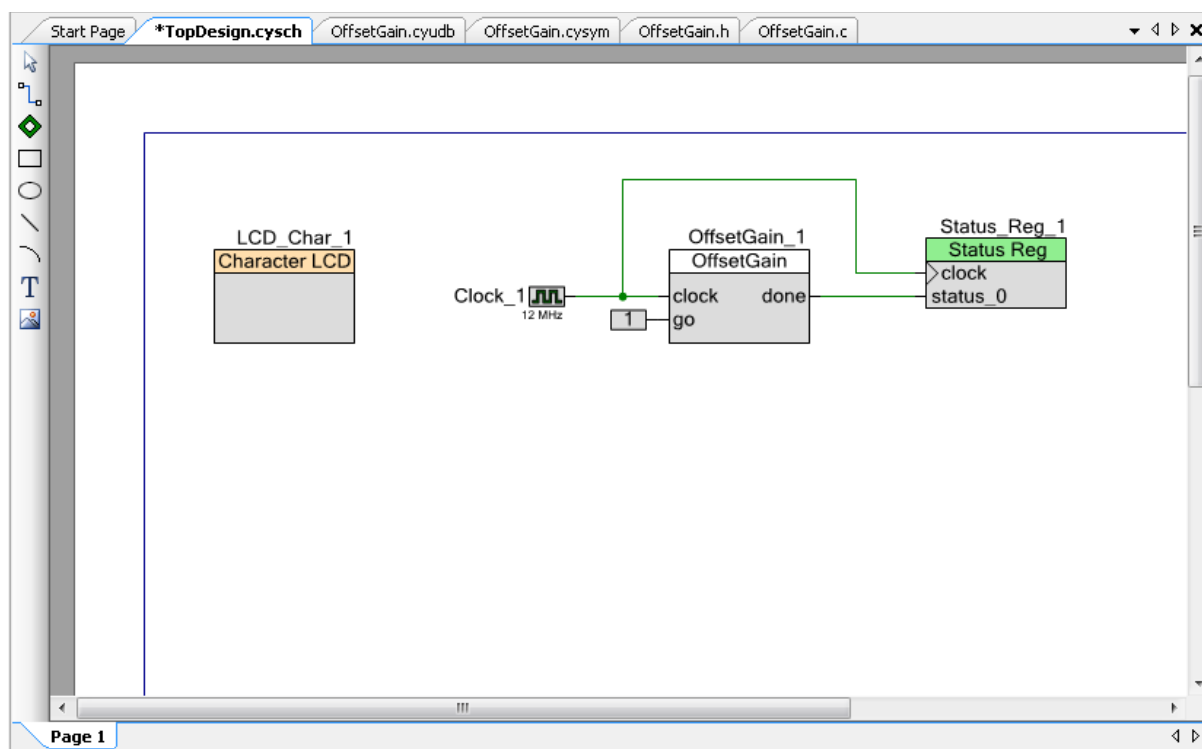 Start Page *TopDesign.cysch OffsetGain.cyudb OffsetGain.cysym OffsetGain.h OffsetGain.c
T
LCD_Char_1
Character LCD
Clock_1
12 MHz
1
OffsetGain_1
OffsetGain
clock done
go
Status_Reg_1
Status Reg
clock
status_0
Page 1